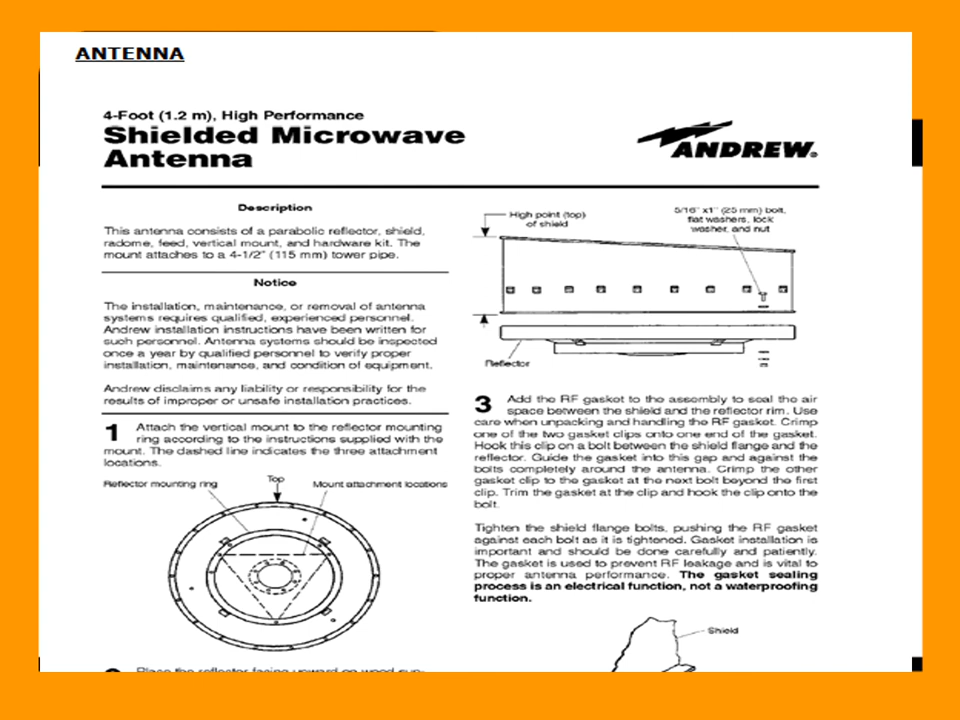 ANTENNA
4-Foot (1.2 m), High Performance
Shielded Microwave
Antenna
ANDREW®
Description
This antenna consists of a parabolic reflector, shield,
radome, feed, vertical mount, and hardware kit. The
mount attaches to a 4-1/2" (115 mm) tower pipe.
Notice
The installation, maintenance, or removal of antenna
systems requires qualified, experienced personnel.
Andrew installation instructions have been written for
such personnel. Antenna systems should be inspected
once a year by qualified personnel to verify proper
installation, maintenance, and condition of equipment.
Andrew disclaims any liability or responsibility for the
results of improper or unsafe installation practices.
1 Attach the vertical mount to the reflector mounting
ring according to the instructions supplied with the
mount. The dashed line indicates the three attachment
locations.
Reflector mounting ring
Top
Mount attachment locations
Place the reflector facing upward on wood sup-
High point (top)
of shield
5/16" x1" (25 mm) bolt,
flat washers, lock
washer, and nut
Reflector
3 Add the RF gasket to the assembly to seal the air
space between the shield and the reflector rim. Use
care when unpacking and handling the RF gasket. Crimp
one of the two gasket clips onto one end of the gasket.
Hook this clip on a bolt between the shield flange and the
reflector. Guide the gasket into this gap and against the
bolts completely around the antenna. Crimp the other
gasket clip to the gasket at the next bolt beyond the first
clip. Trim the gasket at the clip and hook the clip onto the
bolt.
Tighten the shield flange bolts, pushing the RF gasket
against each bolt as it is tightened. Gasket installation is
important and should be done carefully and patiently.
The gasket is used to prevent RF leakage and is vital to
proper antenna performance. The gasket sealing
process is an electrical function, not a waterproofing
function.
Shield